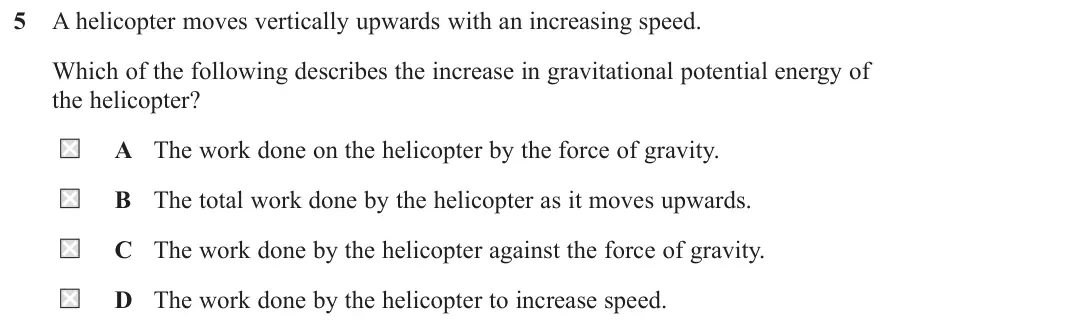 5 A helicopter moves vertically upwards with an increasing speed.
Which of the following describes the increase in gravitational potential energy of
the helicopter?
A The work done on the helicopter by the force of gravity.
B The total work done by the helicopter as it moves upwards.
C The work done by the helicopter against the force of gravity.
D The work done by the helicopter to increase speed.